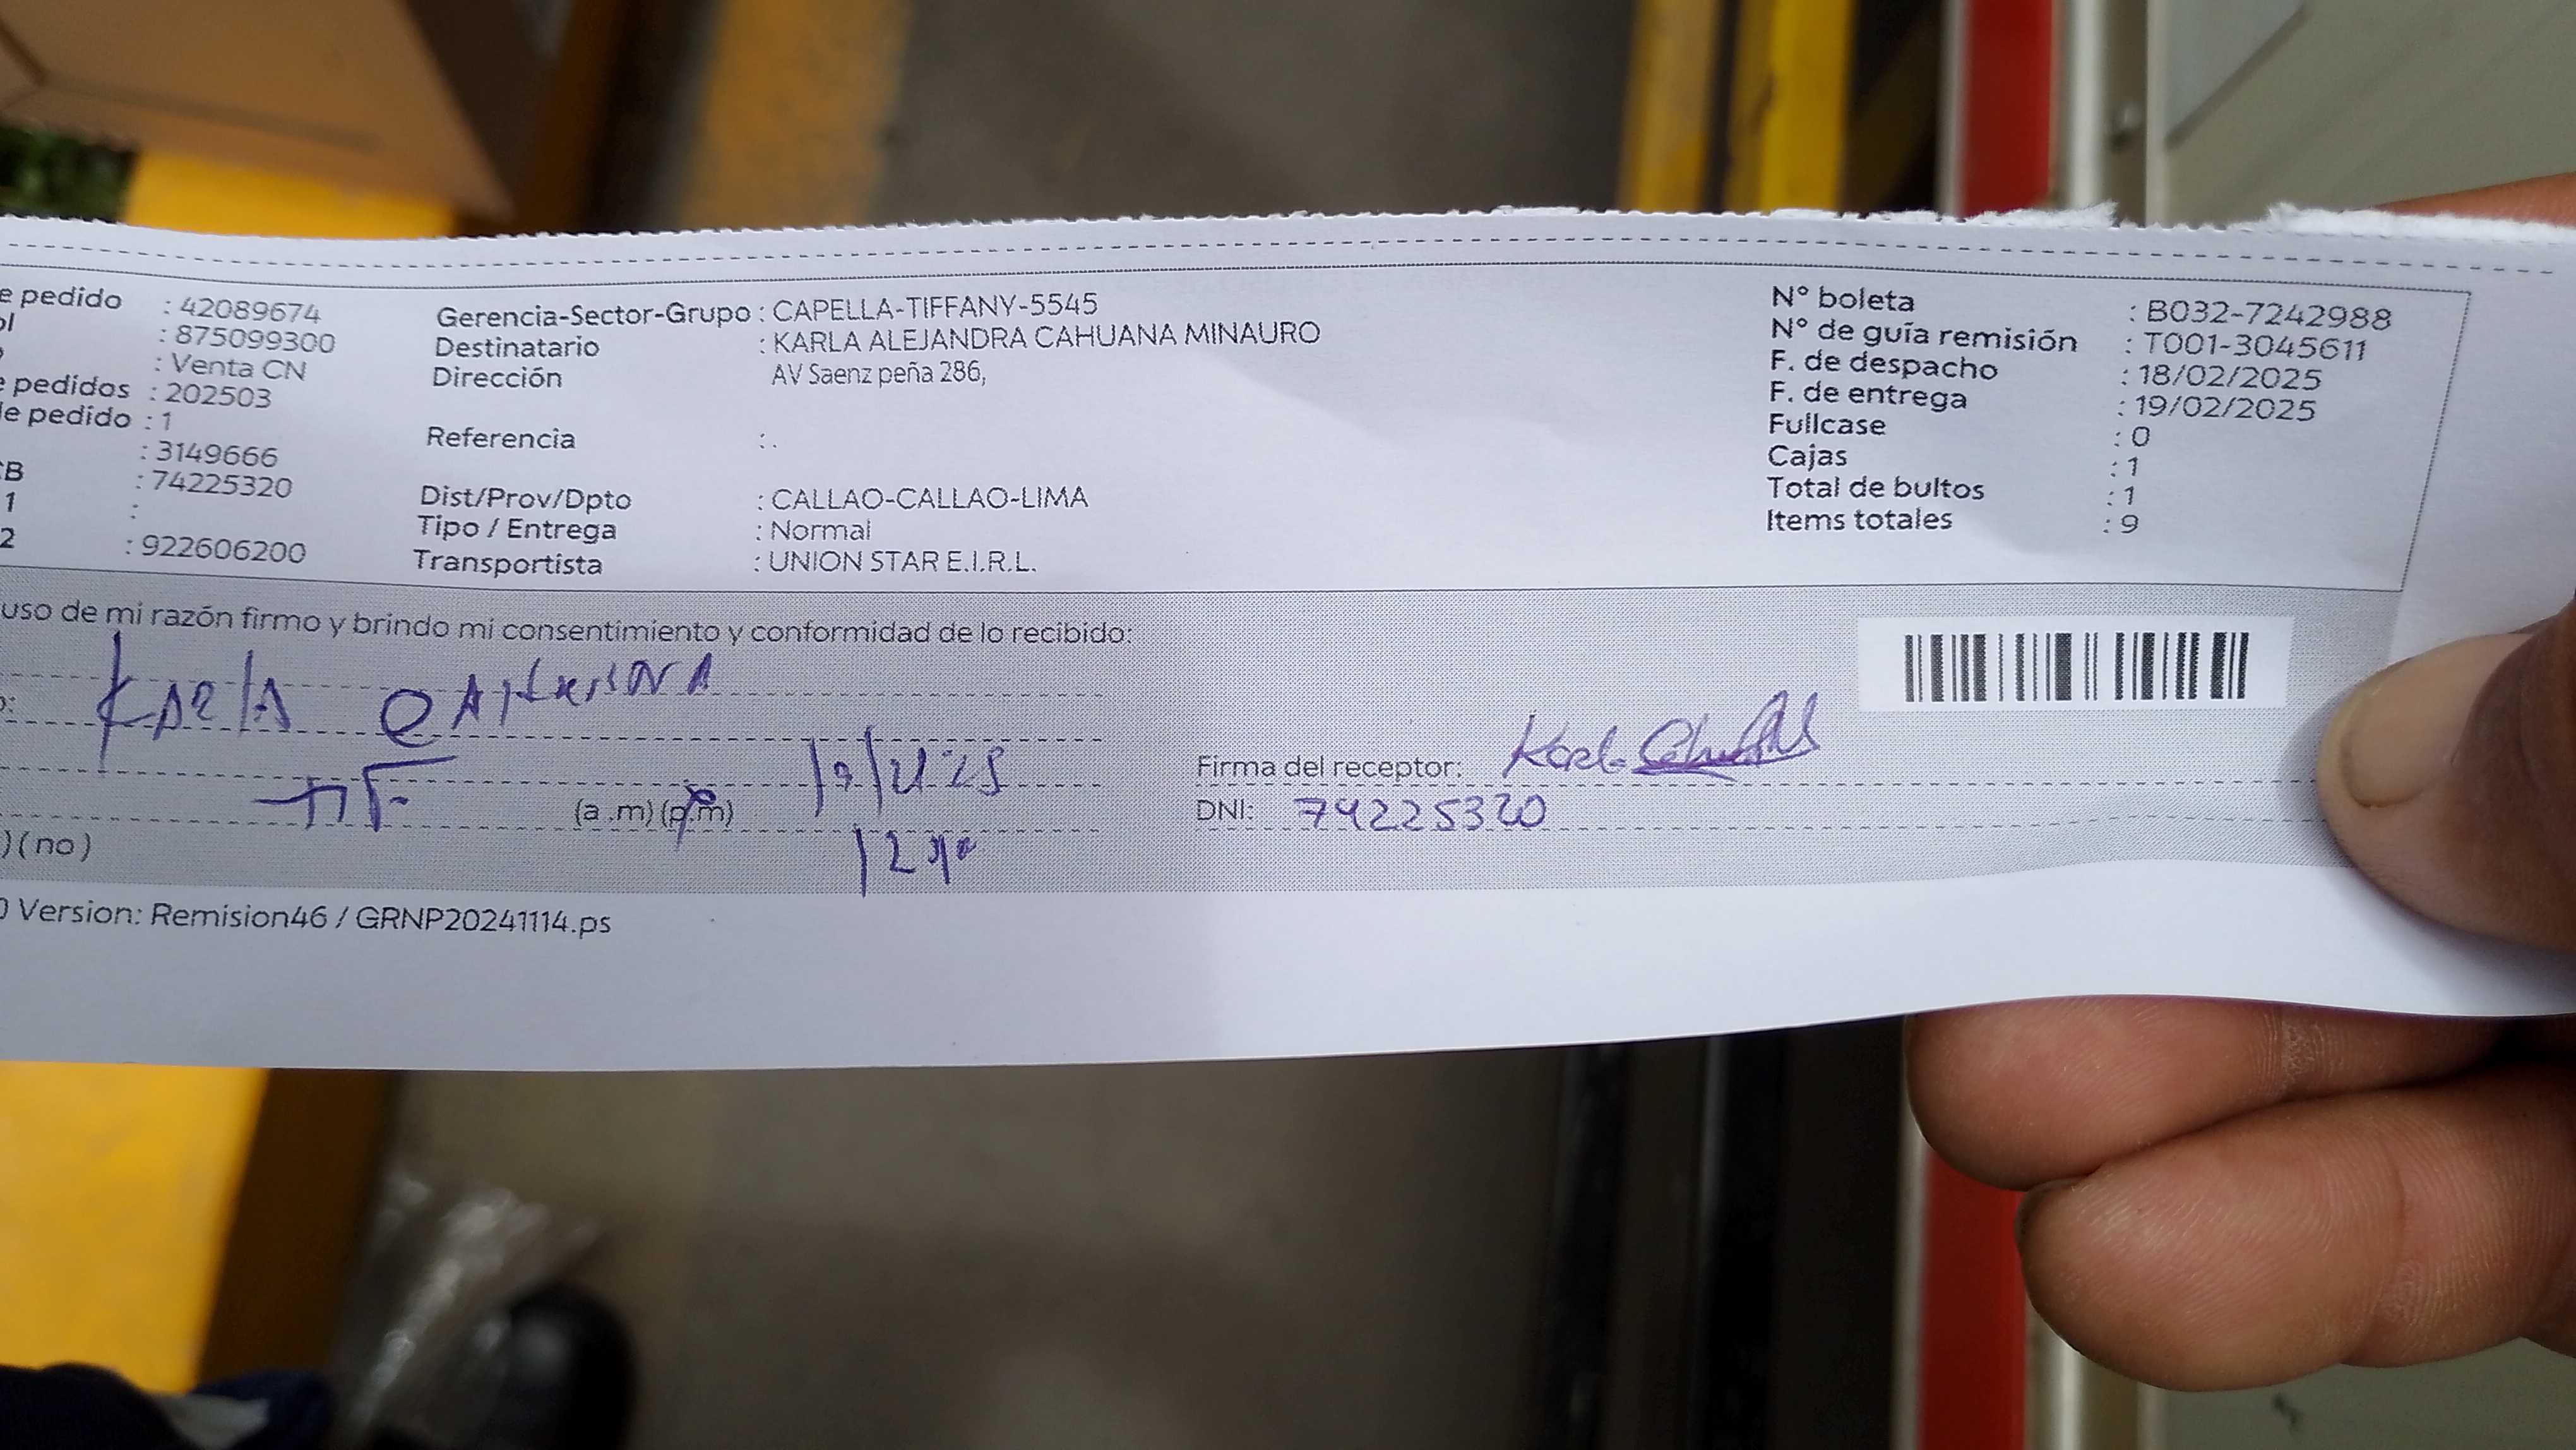 e pedido : 42089674
ol : 875099300
: Venta CN
e pedidos : 202503
de pedido : 1
: 3149666
CB : 74225320
1 :
2 : 922606200
Gerencia-Sector-Grupo : CAPELLA-TIFFANY-5545
Destinatario : KARLA ALEJANDRA CAHUANA MINAURO
Dirección AV Saenz peña 286,
Referencia : .
Dist/Prov/Dpto : CALLAO-CALLAO-LIMA
Tipo / Entrega : Normal
Transportista : UNION STAR E.I.R.L.
N° boleta : B032-7242988
N° de guía remisión : T001-3045611
F. de despacho : 18/02/2025
F. de entrega : 19/02/2025
Fullcase : 0
Cajas : 1
Total de bultos : 1
Items totales : 9
uso de mi razón firmo y brindo mi consentimiento y conformidad de lo recibido:
Karla
(a .m) (p.m)
) ( no )
Firma del receptor: Karla
DNI: 74225320
0 Version: Remision46 / GRNP20241114.ps